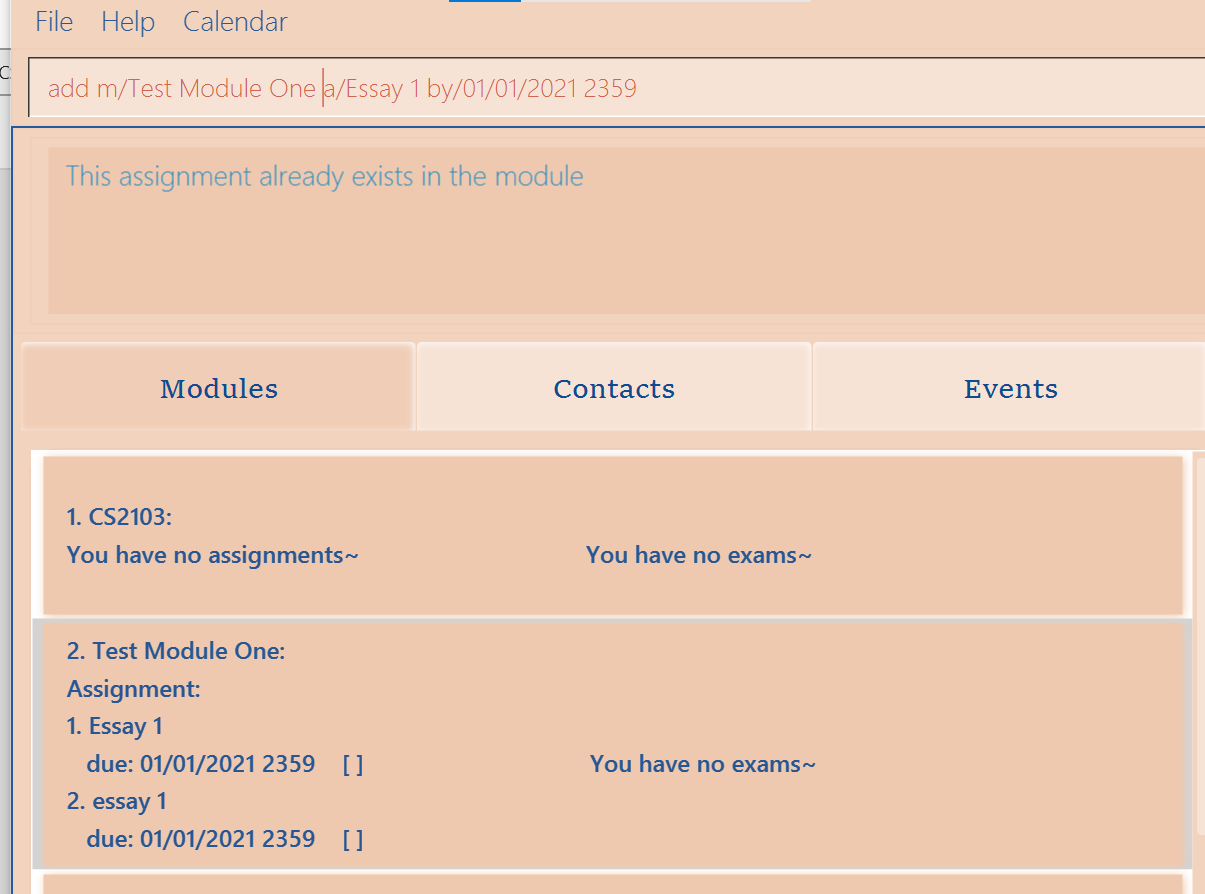 File Help Calendar
add m/Test Module One a/Essay 1 by/01/01/2021 2359
This assignment already exists in the module
Modules Contacts Events
1. CS2103:
You have no assignments~ You have no exams~
2. Test Module One:
Assignment:
1. Essay 1
due: 01/01/2021 2359 [ ] You have no exams~
2. essay 1
due: 01/01/2021 2359 [ ]